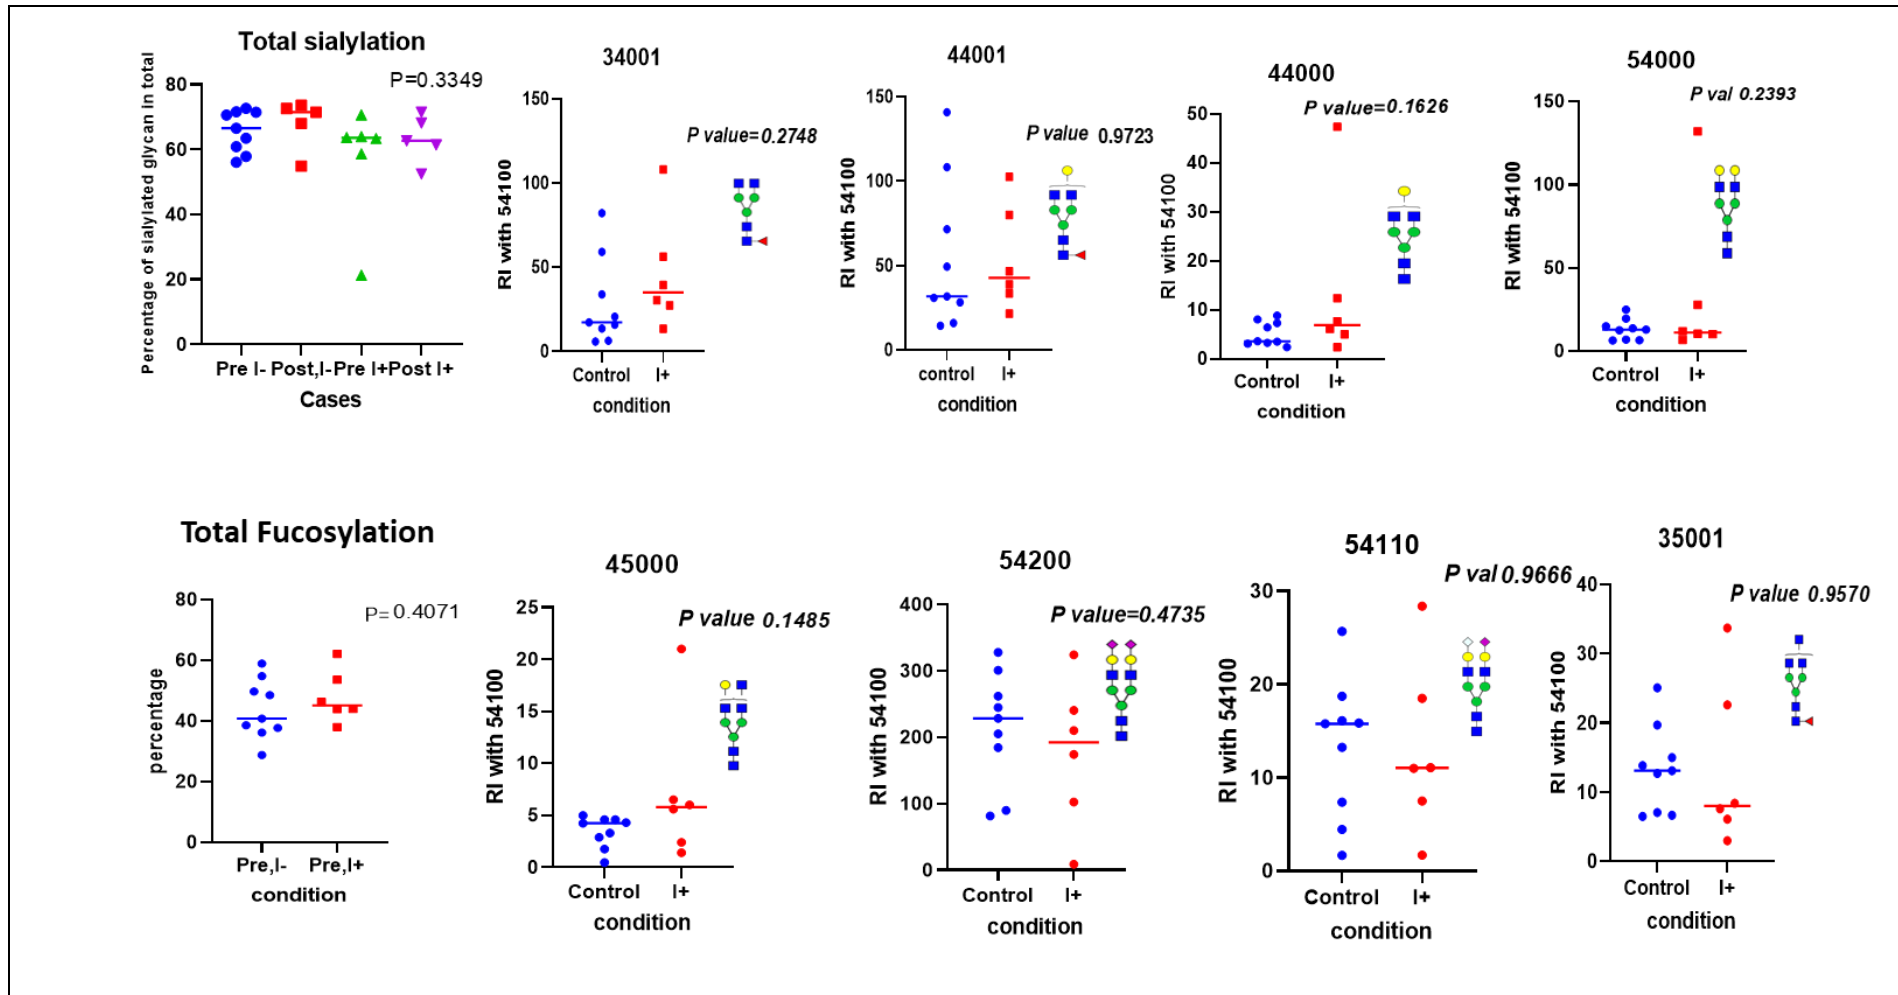 Total sialylation
P=0.3349
Percentage of sialylated glycan in total
80
60
40
20
0
Pre I- Post,I-Pre I+Post I+
Cases
34001
P value=0.2748
RI with 54100
150
100
50
0
Control I+
condition
44001
P value 0.9723
RI with 54100
150
100
50
0
control I+
condition
44000
P value=0.1626
RI with 54100
50
40
30
20
10
0
Control I+
condition
54000
P val 0.2393
RI with 54100
150
100
50
0
Control I+
condition
Total Fucosylation
P= 0.4071
percentage
80
60
40
20
0
Pre,I- Pre,I+
condition
45000
P value 0.1485
RI with 54100
25
20
15
10
5
0
Control I+
condition
54200
P value=0.4735
RI with 54100
400
300
200
100
0
Control I+
condition
54110
P val 0.9666
RI with 54100
30
20
10
0
Control I+
condition
35001
P value 0.9570
RI with 54100
40
30
20
10
0
Control I+
condition